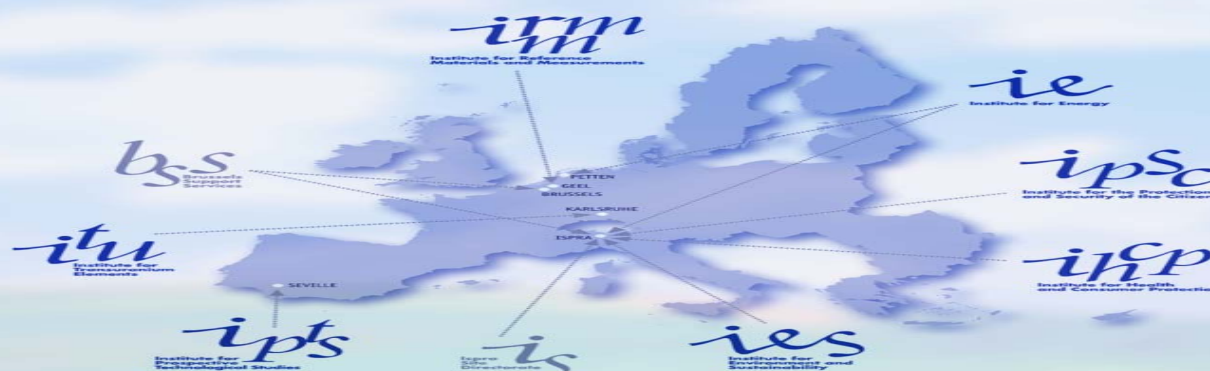 irmm
Institute for Reference
Materials and Measurements
ie
Institute for Energy
bss
Brussels
Support
Services
ipsc
Institute for the Protection
and Security of the Citizen
PETTEN
GEEL
BRUSSELS
KARLSRUHE
ISPRA
itu
Institute for
Transuranium
Elements
ihcp
Institute for Health
and Consumer Protection
SEVILLE
ipts
Institute for
Prospective
Technological Studies
is
Ispra
Site
Directorate
ies
Institute for
Environment and
Sustainability